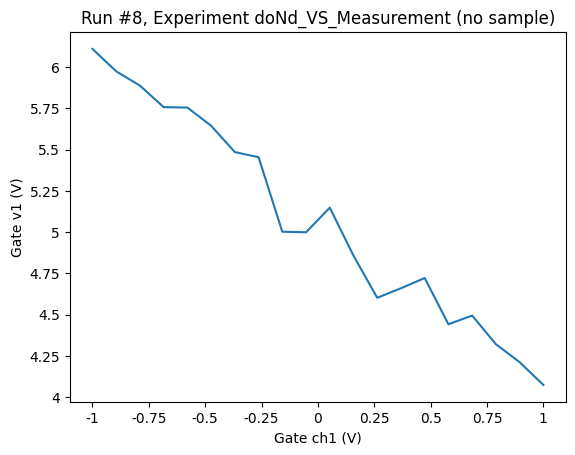 Run #8, Experiment doNd_VS_Measurement (no sample)
6
5.75
5.5
5.25
5
4.75
4.5
4.25
4
Gate v1 (V)
-1 -0.75 -0.5 -0.25 0 0.25 0.5 0.75 1
Gate ch1 (V)